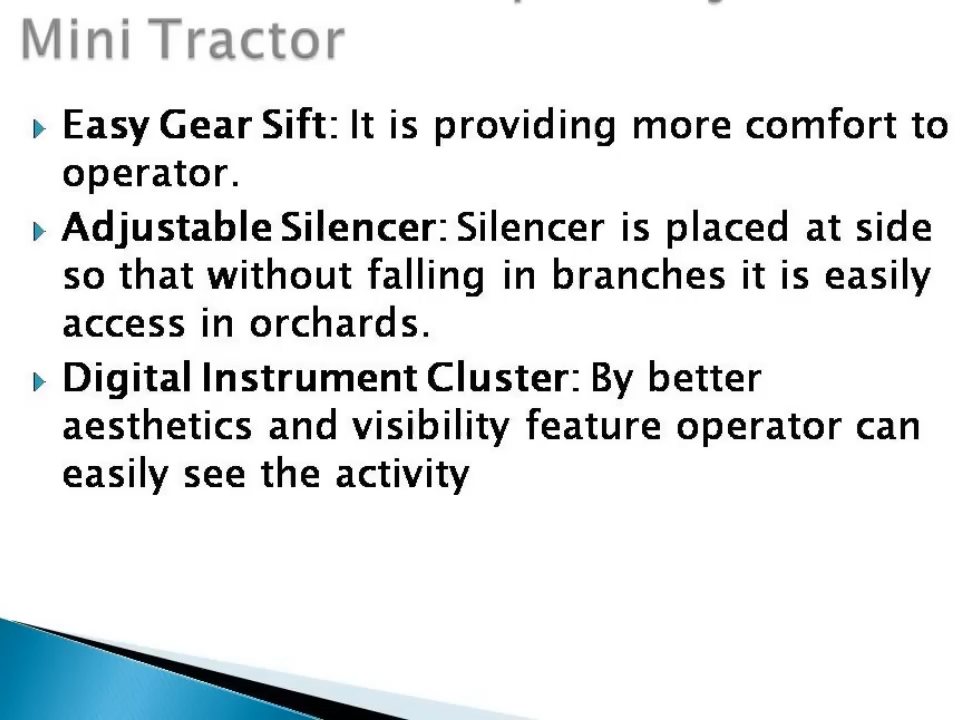 Mini Tractor
Easy Gear Sift: It is providing more comfort to
operator.
Adjustable Silencer: Silencer is placed at side
so that without falling in branches it is easily
access in orchards.
Digital Instrument Cluster: By better
aesthetics and visibility feature operator can
easily see the activity